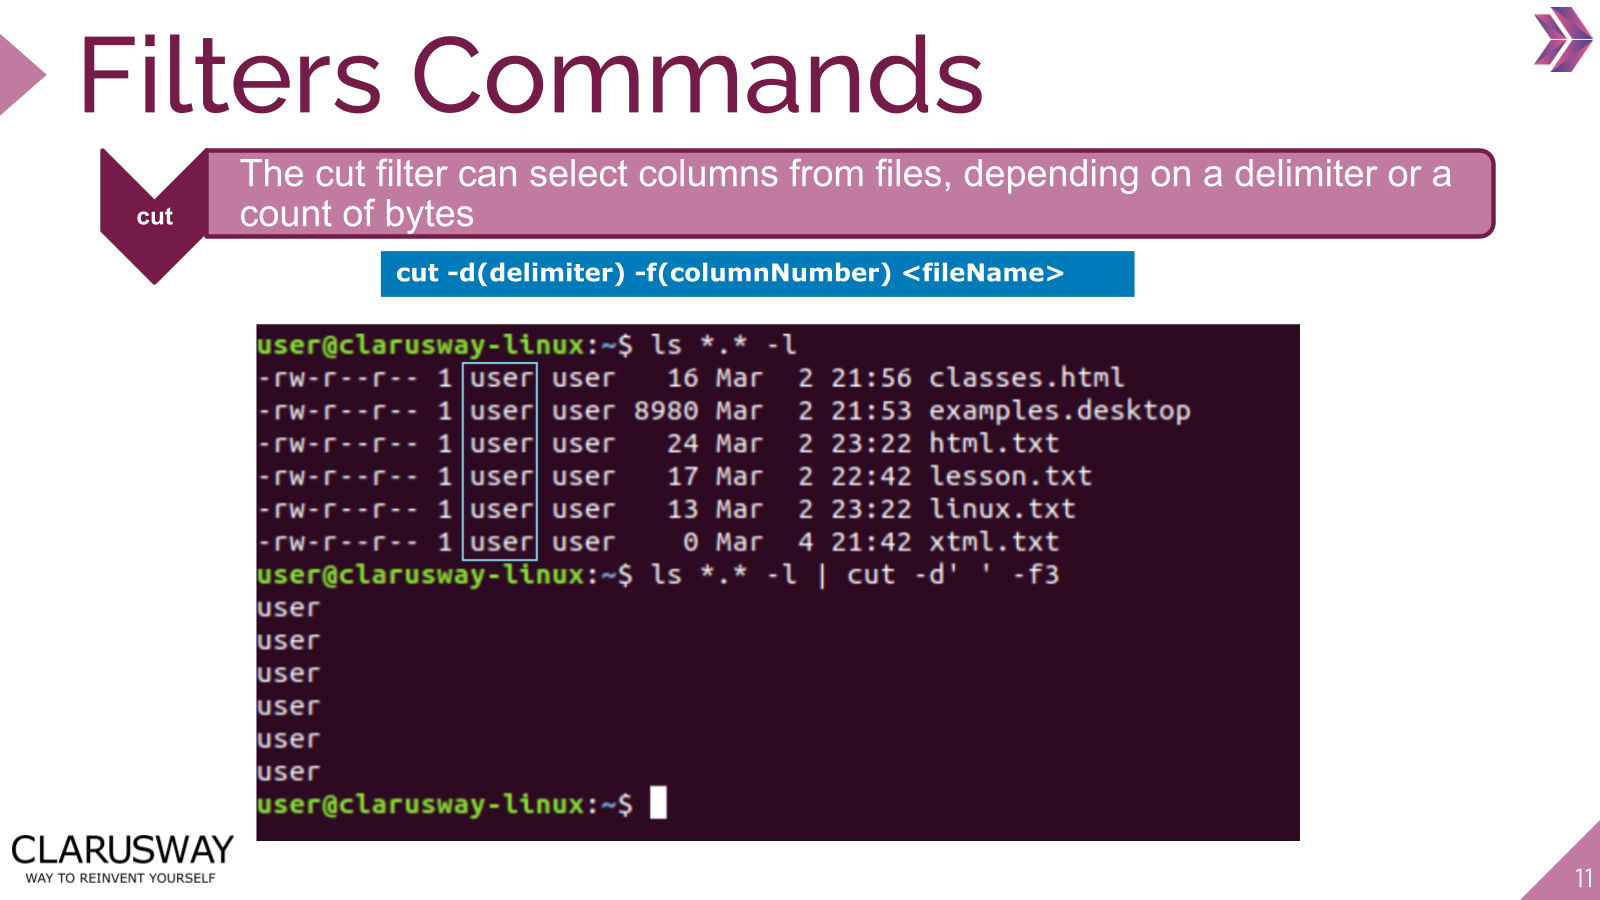 Filters Commands
cut
The cut filter can select columns from files, depending on a delimiter or a
count of bytes
cut -d(delimiter) -f(columnNumber) <fileName>
user@clarusway-linux:~$ ls *.* -l
-rw-r--r-- 1 user user   16 Mar  2 21:56 classes.html
-rw-r--r-- 1 user user 8980 Mar  2 21:53 examples.desktop
-rw-r--r-- 1 user user   24 Mar  2 23:22 html.txt
-rw-r--r-- 1 user user   17 Mar  2 22:42 lesson.txt
-rw-r--r-- 1 user user   13 Mar  2 23:22 linux.txt
-rw-r--r-- 1 user user    0 Mar  4 21:42 xtml.txt
user@clarusway-linux:~$ ls *.* -l | cut -d' ' -f3
user
user
user
user
user
user
user@clarusway-linux:~$
CLARUSWAY
WAY TO REINVENT YOURSELF
11